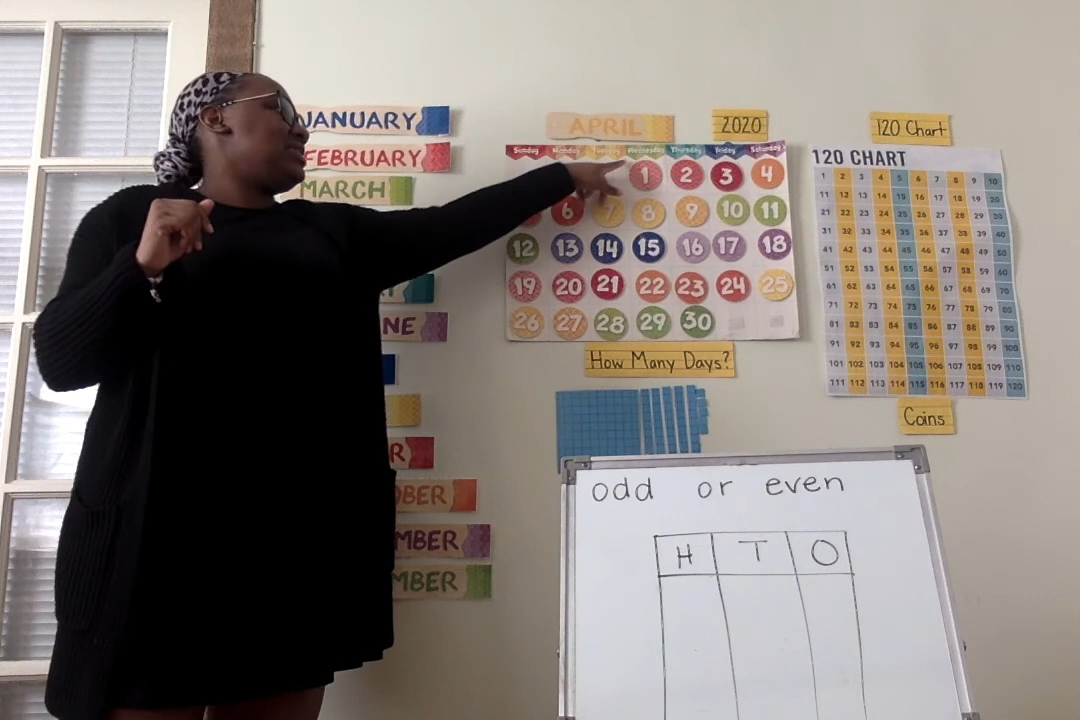 JANUARY
FEBRUARY
MARCH
NE
R
OBER
MBER
MBER
APRIL
2020
Sunday Monday Tuesday Wednesday Thursday Friday Saturday
1 2 3 4
6 7 8 9 10 11
12 13 14 15 16 17 18
19 20 21 22 23 24 25
26 27 28 29 30
How Many Days?
120 Chart
120 CHART
1 2 3 4 5 6 7 8 9 10
11 12 13 14 15 16 17 18 19 20
21 22 23 24 25 26 27 28 29 30
31 32 33 34 35 36 37 38 39 40
41 42 43 44 45 46 47 48 49 50
51 52 53 54 55 56 57 58 59 60
61 62 63 64 65 66 67 68 69 70
71 72 73 74 75 76 77 78 79 80
81 82 83 84 85 86 87 88 89 90
91 92 93 94 95 96 97 98 99 100
101 102 103 104 105 106 107 108 109 110
111 112 113 114 115 116 117 118 119 120
Coins
odd or even
H T O